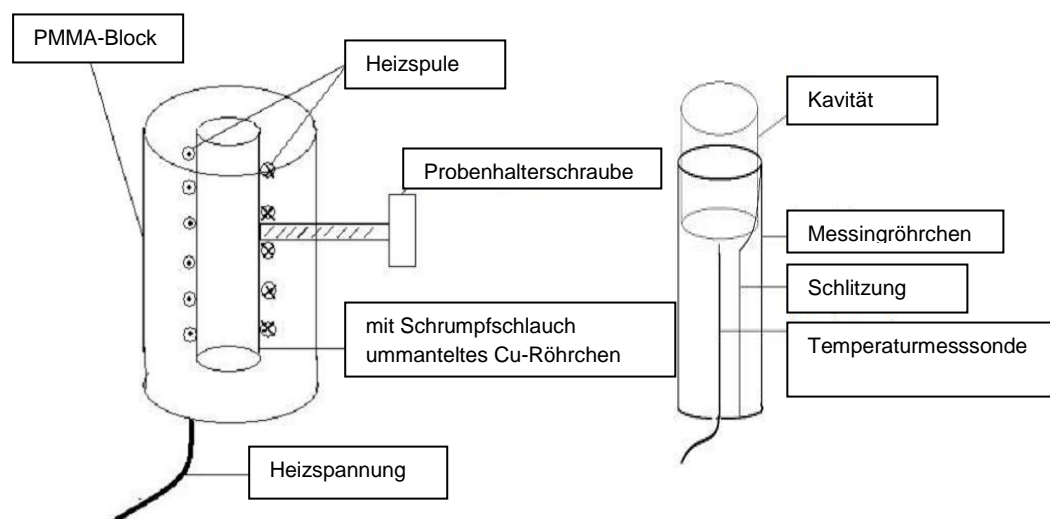 PMMA-Block
Heizspule
Kavität
Probenhalterschraube
Messingröhrchen
Schlitzung
mit Schrumpfschlauch
ummanteltes Cu-Röhrchen
Temperaturmesssonde
Heizspannung